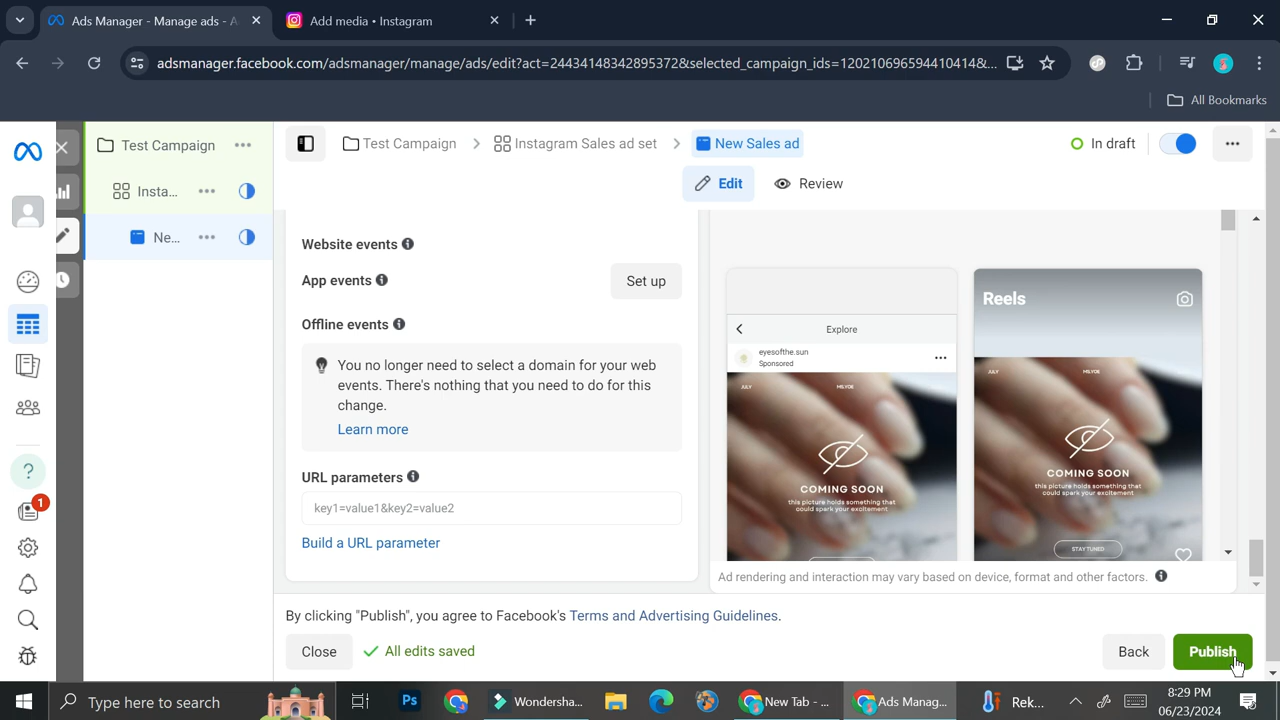 Ads Manager - Manage ads - A
Add media • Instagram
adsmanager.facebook.com/adsmanager/manage/ads/edit?act=24434148342895372&selected_campaign_ids=120210696594410414&...
All Bookmarks
Test Campaign
Insta...
Ne...
Test Campaign
Instagram Sales ad set
New Sales ad
In draft
Edit
Review
Website events
App events
Set up
Offline events
You no longer need to select a domain for your web
events. There's nothing that you need to do for this
change.
Learn more
URL parameters
key1=value1&key2=value2
Build a URL parameter
Explore
eyesofthe.sun
Sponsored
JULY
MILYOE
COMING SOON
this picture holds something that
could spark your excitement
Reels
JULY
MILYOE
COMING SOON
this picture holds something that
could spark your excitement
STAY TUNED
Ad rendering and interaction may vary based on device, format and other factors.
By clicking "Publish", you agree to Facebook's Terms and Advertising Guidelines.
Close
All edits saved
Back
Publish
1
Type here to search
Ps
Wondersha...
New Tab - ...
Ads Manag...
Rek...
8:29 PM
06/23/2024